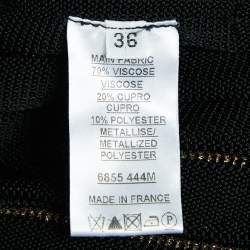 36
MAIN FABRIC
70% VISCOSE
VISCOSE
20% CUPRO
CUPRO
10% POLYESTER
METALLISE/
METALLIZED
POLYESTER
6855 444M
MADE IN FRANCE
P